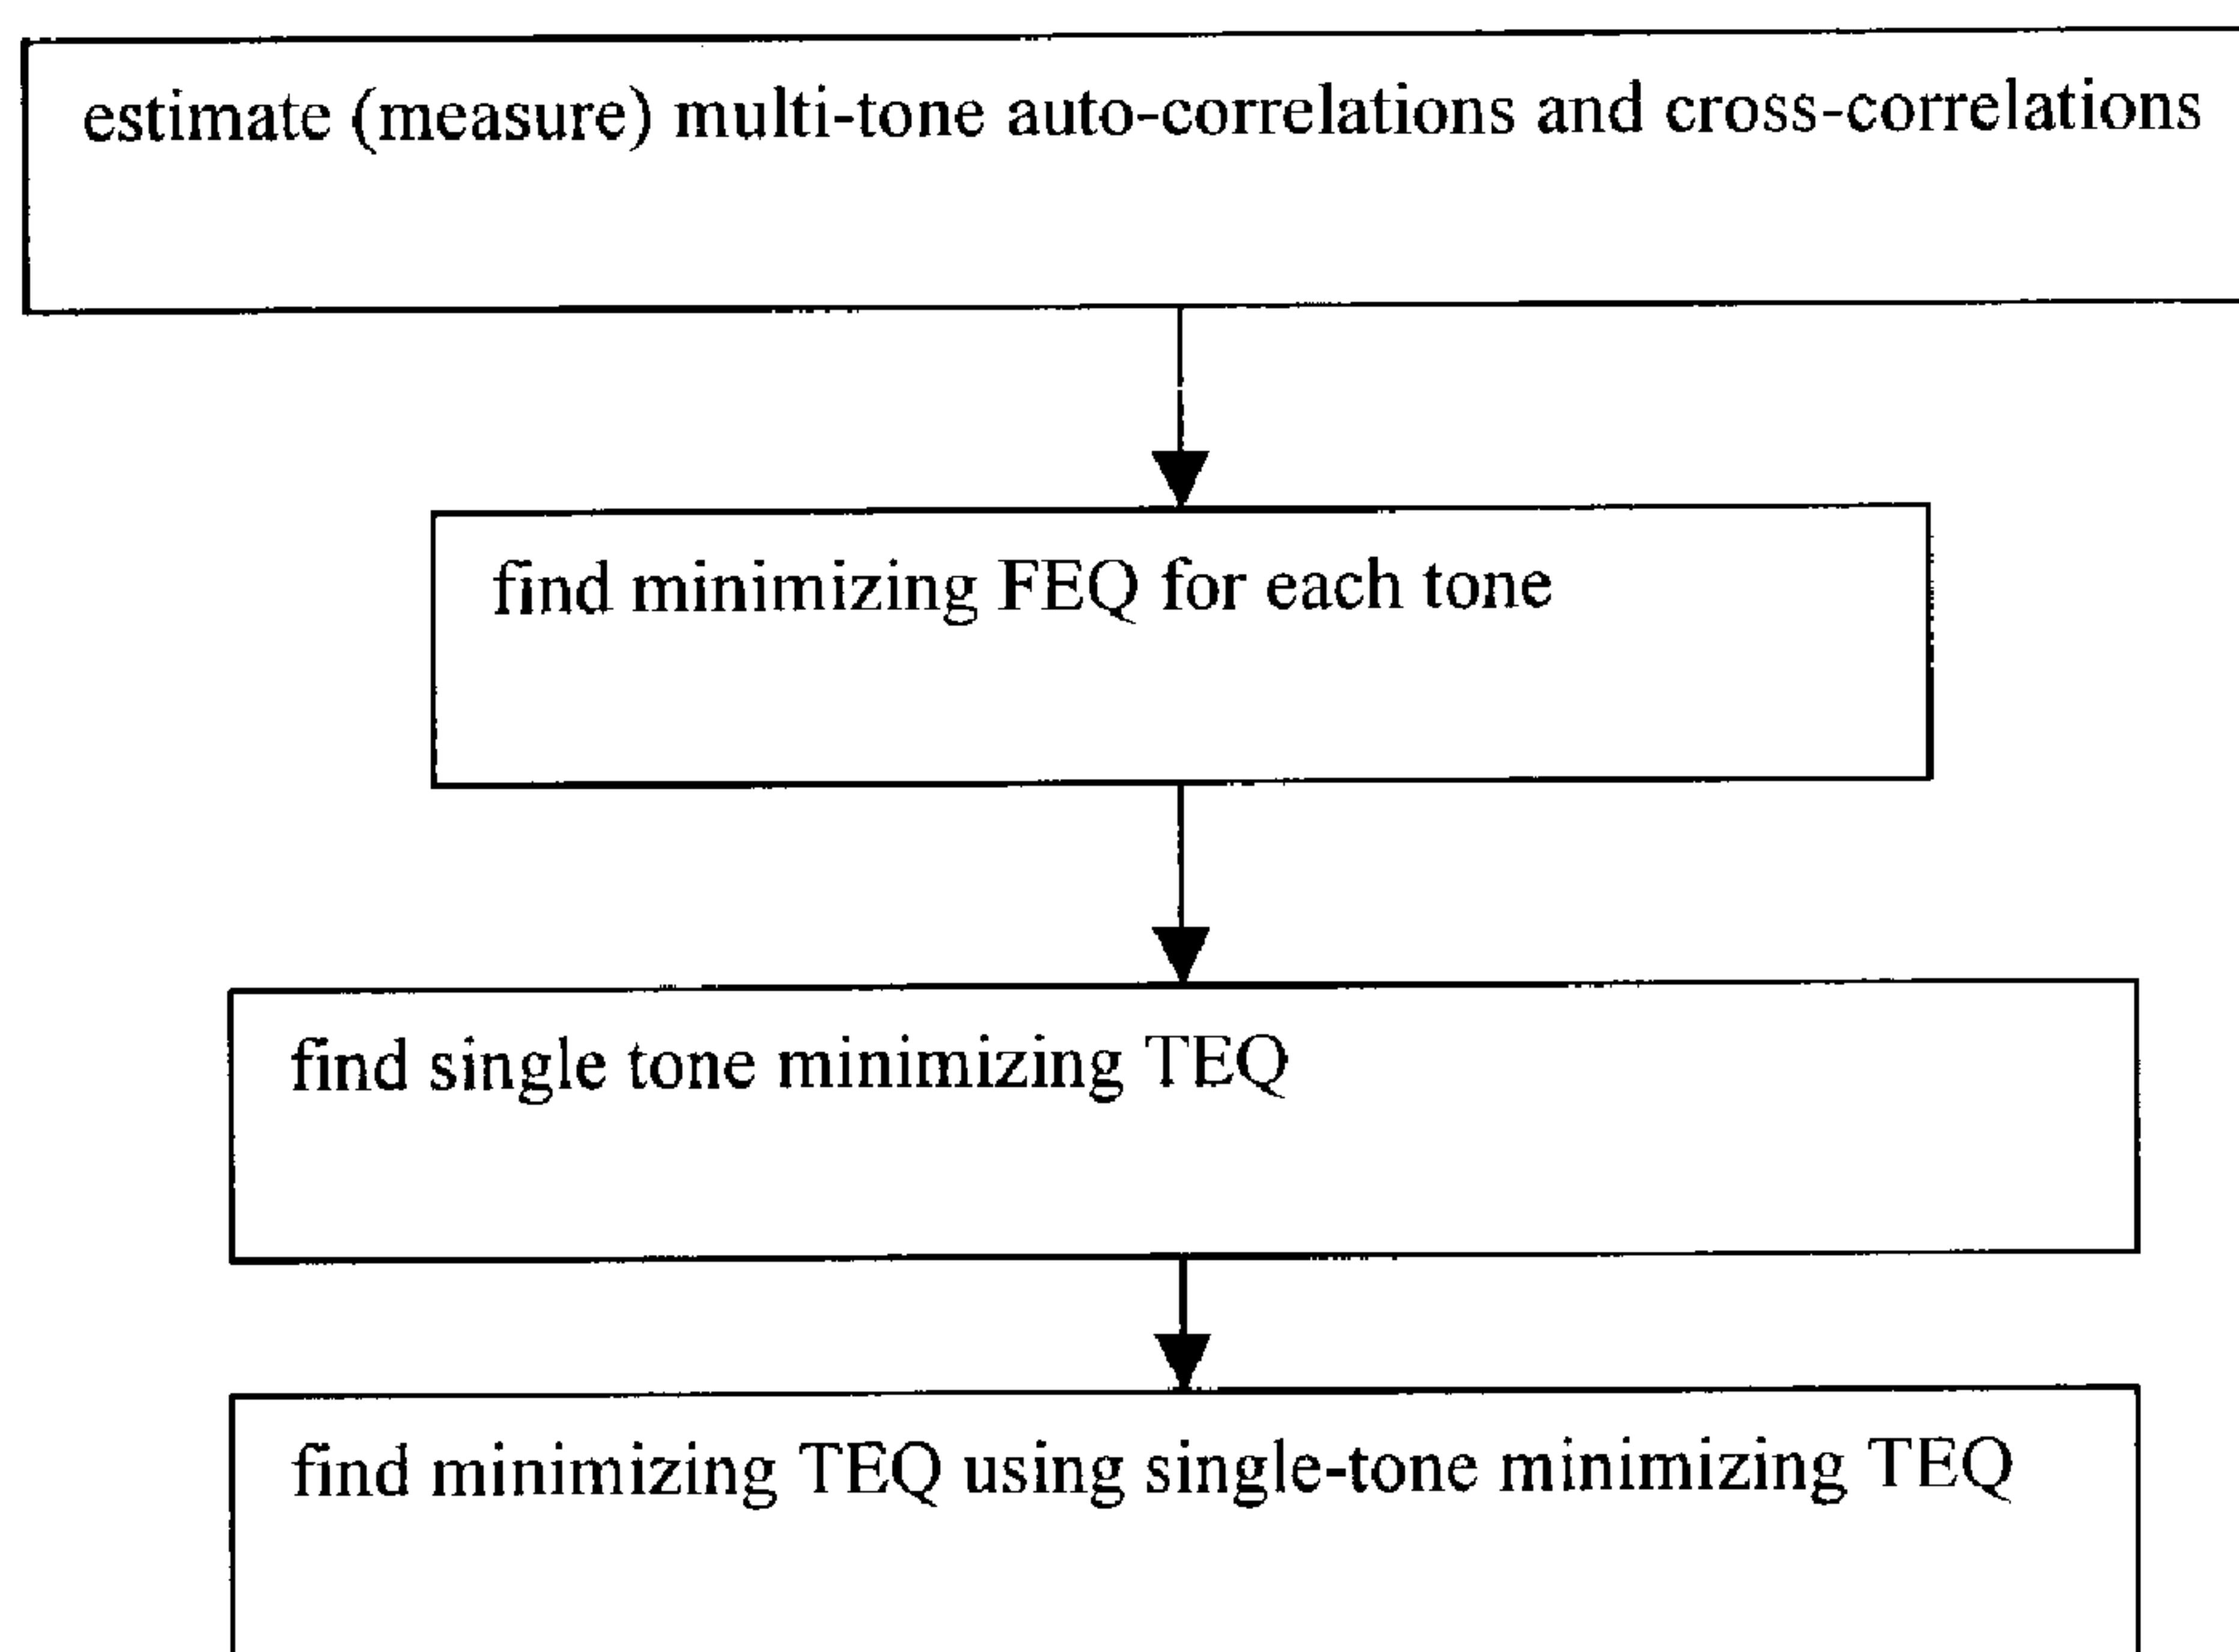 estimate (measure) multi-tone auto-correlations and cross-correlations
find minimizing FEQ for each tone
find single tone minimizing TEQ
find minimizing TEQ using single-tone minimizing TEQ